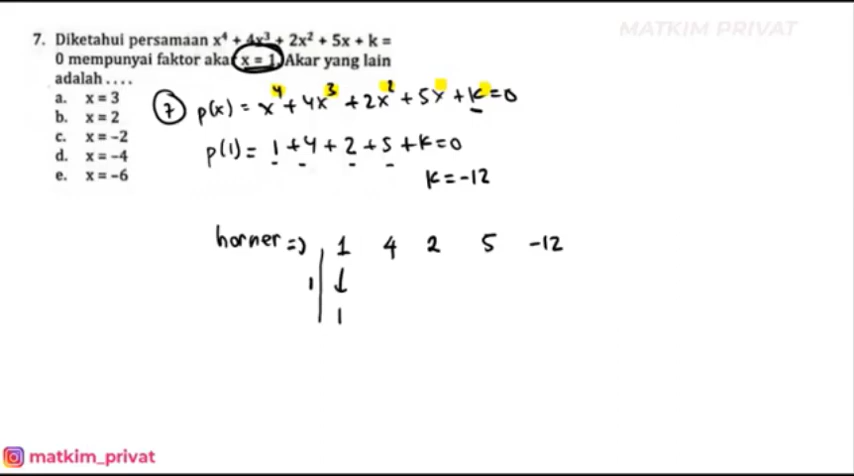 MATKIM PRIVAT
7. Diketahui persamaan x⁴ + 4x³ + 2x² + 5x + k =
0 mempunyai faktor akar x = 1. Akar yang lain
adalah ....
a. x = 3
b. x = 2
c. x = -2
d. x = -4
e. x = -6
7 p(x) = x⁴ + 4x³ + 2x² + 5x + k = 0
p(1) = 1 + 4 + 2 + 5 + k = 0
k = -12
horner => 1 4 2 5 -12
1 ↓
1
matkim_privat